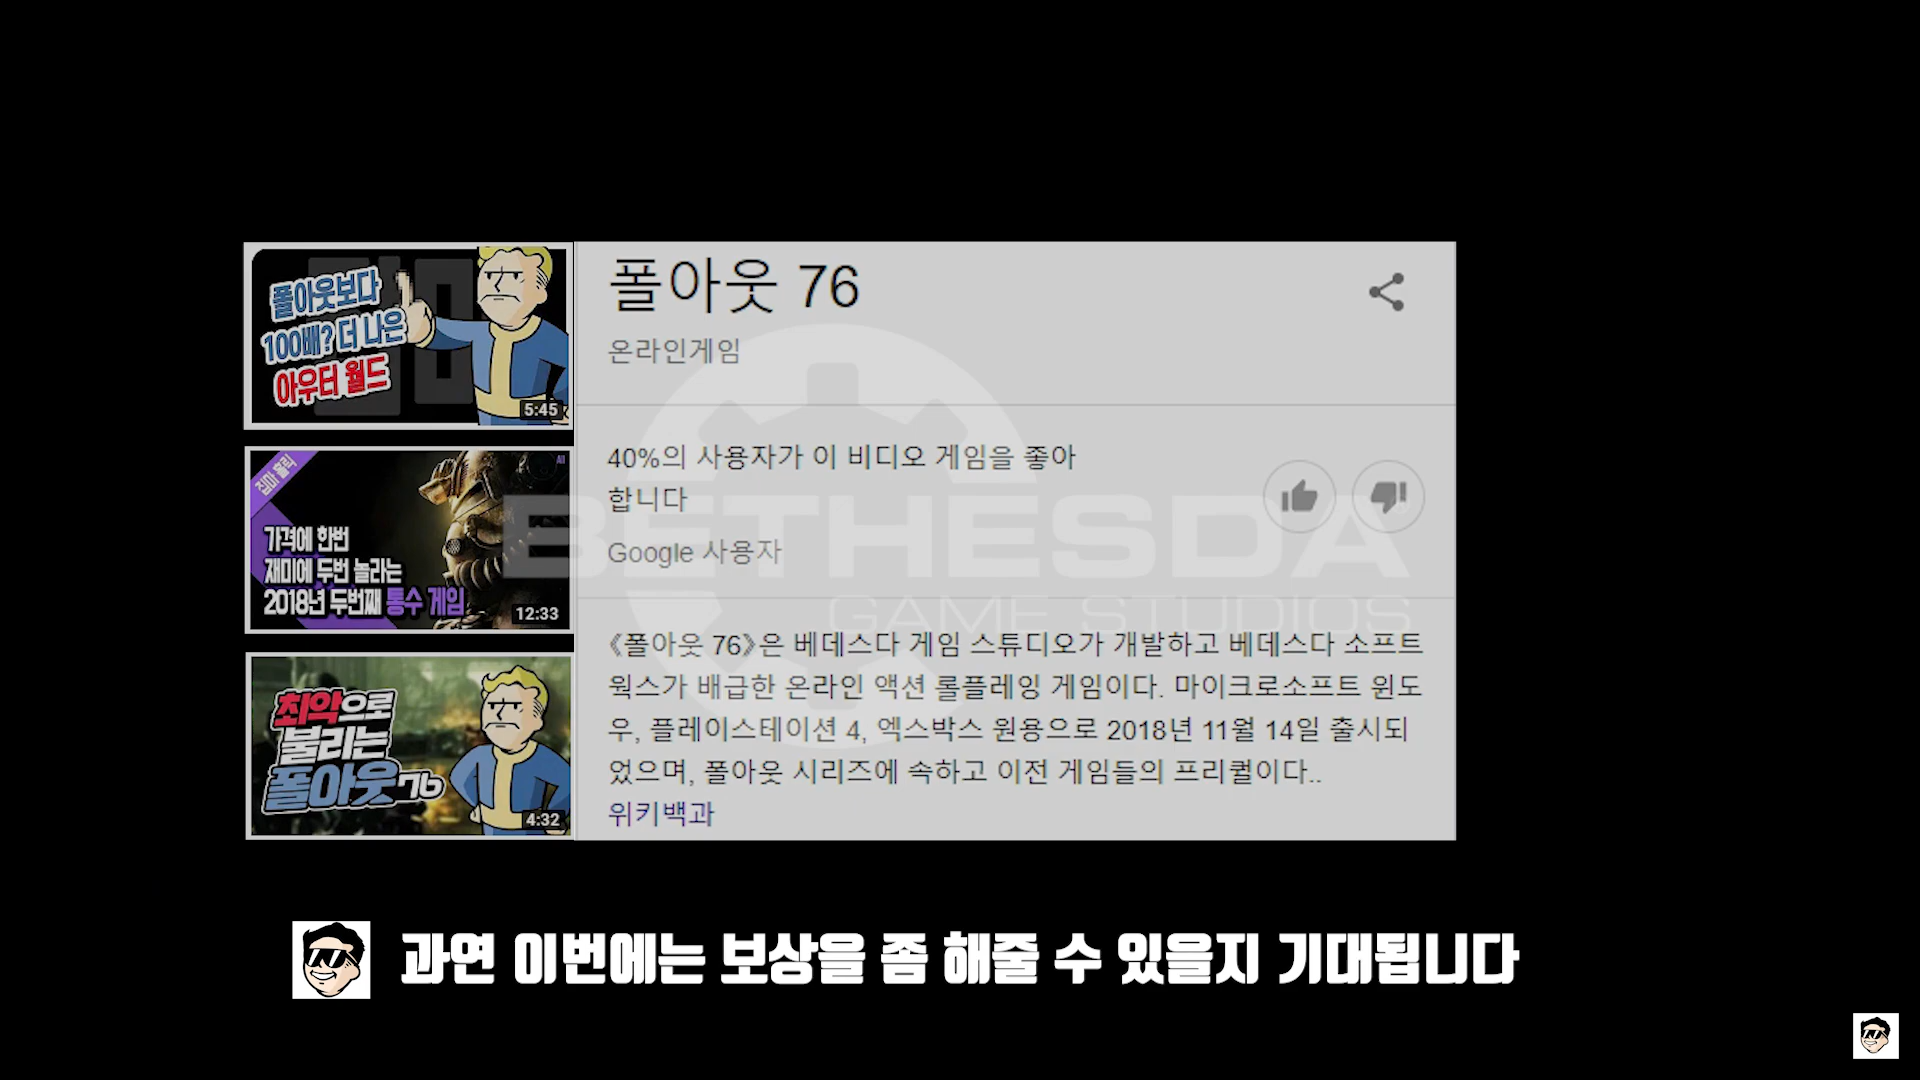 폴아웃보다
100배? 더 나은
아우터 월드
5:45
집마 홀릭
가격에 한번
재미에 두번 놀라는
2018년 두번째 통수 게임
12:33
최악으로
불리는
폴아웃76
4:32
폴아웃 76
온라인게임
40%의 사용자가 이 비디오 게임을 좋아
합니다
Google 사용자
BETHESDA
GAME STUDIOS
《폴아웃 76》은 베데스다 게임 스튜디오가 개발하고 베데스다 소프트
웍스가 배급한 온라인 액션 롤플레잉 게임이다. 마이크로소프트 윈도
우, 플레이스테이션 4, 엑스박스 원용으로 2018년 11월 14일 출시되
었으며, 폴아웃 시리즈에 속하고 이전 게임들의 프리퀄이다..
위키백과
과연 이번에는 보상을 좀 해줄 수 있을지 기대됩니다